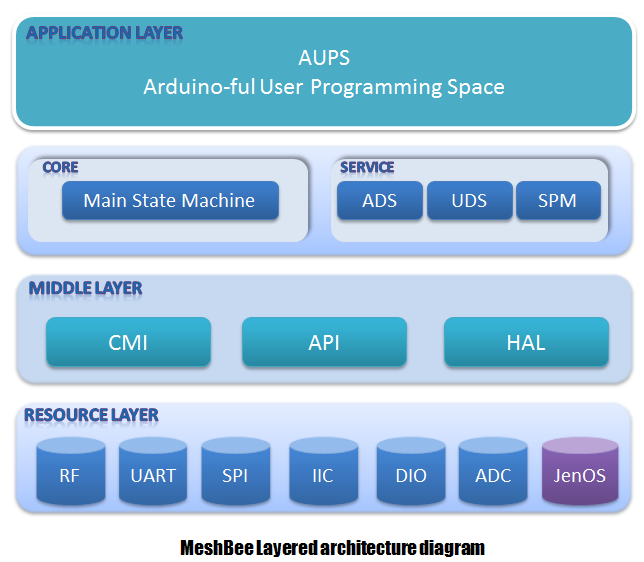 APPLICATION LAYER
AUPS
Arduino-ful User Programming Space
CORE
SERVICE
Main State Machine
ADS
UDS
SPM
MIDDLE LAYER
CMI
API
HAL
RESOURCE LAYER
RF
UART
SPI
IIC
DIO
ADC
JenOS
MeshBee Layered architecture diagram